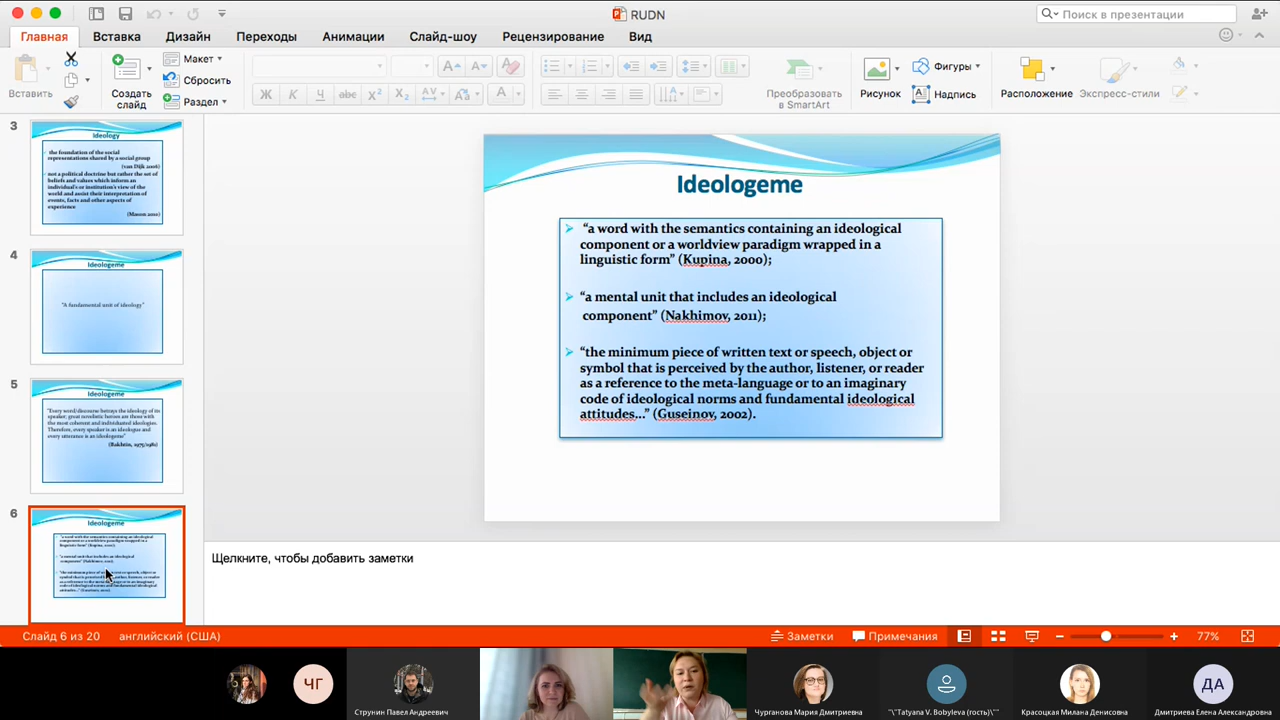 RUDN
Поиск в презентации
Главная Вставка Дизайн Переходы Анимации Слайд-шоу Рецензирование Вид
Вставить
Создать слайд
Макет
Сбросить
Раздел
Ж К Ч abc X² X₂ AV Aa A
Преобразовать в SmartArt
Рисунок
Фигуры
Надпись
Расположение
Экспресс-стили
3
Ideology
the foundation of the social
representations shared by a social group
(van Dijk 2006)
not a political doctrine but rather the set of
beliefs and values which inform an
individual's or institution's view of the
world and assist their interpretation of
events, facts and other aspects of
experience
4
Ideologeme
"A fundamental unit of ideology"
5
Ideologeme
"Every word/discourse betrays the ideology of its
speaker; great novelistic heroes are those with
the most coherent and individuated ideologies.
Therefore, every speaker is an ideologue and
every utterance is an ideologeme"
(Bakhtin, 1975/1981)
6
Ideologeme
Ideologeme
“a word with the semantics containing an ideological
component or a worldview paradigm wrapped in a
linguistic form” (Kupina, 2000);
“a mental unit that includes an ideological
component” (Nakhimov, 2011);
“the minimum piece of written text or speech, object or
symbol that is perceived by the author, listener, or reader
as a reference to the meta-language or to an imaginary
code of ideological norms and fundamental ideological
attitudes...” (Guseinov, 2002).
Щелкните, чтобы добавить заметки
Слайд 6 из 20 английский (США) Заметки Примечания 77%
ЧГ
Струнин Павел Андреевич
Чурганова Мария Дмитриевна
"\"Tatyana V. Bobyleva (гость)\""
Красоцкая Милана Денисовна
ДА
Дмитриева Елена Александровна